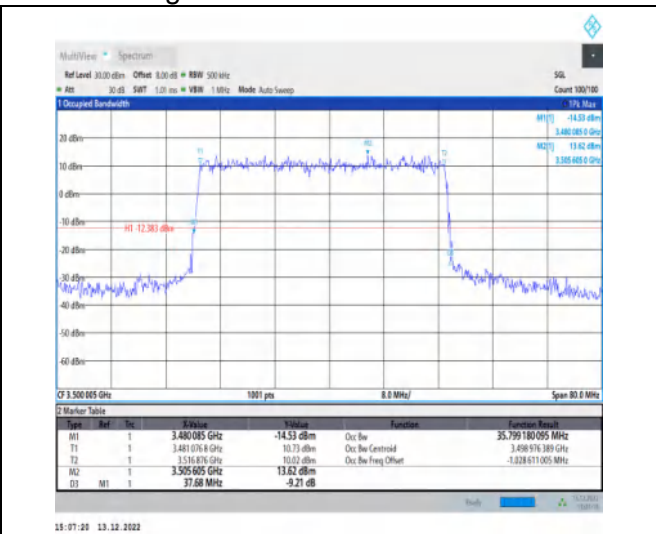 MultiView Spectrum
Ref Level 30.00 dBm Offset 8.00 dB RBW 500 kHz SGL
Att 30 dB SWT 1.01 ms VBW 1 MHz Mode Auto Sweep Count 100/100
1 Occupied Bandwidth 1Pk Max
M1[1] -14.53 dBm
3.480 085 0 GHz
20 dBm M2[1] 13.62 dBm
3.505 605 0 GHz
M2
T1 T2
10 dBm
0 dBm
-10 dBm
H1 -12.383 dBm
-20 dBm
-30 dBm
-40 dBm
-50 dBm
-60 dBm
CF 3.500 005 GHz 1001 pts 8.0 MHz/ Span 80.0 MHz
2 Marker Table
Type Ref Trc X-Value Y-Value Function Function Result
M1 1 3.480085 GHz -14.53 dBm Occ Bw 35.799 180 095 MHz
T1 1 3.481 076 8 GHz 10.73 dBm Occ Bw Centroid 3.498 976 389 GHz
T2 1 3.516 876 GHz 10.02 dBm Occ Bw Freq Offset -1.028 611 005 MHz
M2 1 3.505605 GHz 13.62 dBm
D3 M1 1 37.68 MHz -9.21 dB
Ready
15:07:20 13.12.2022